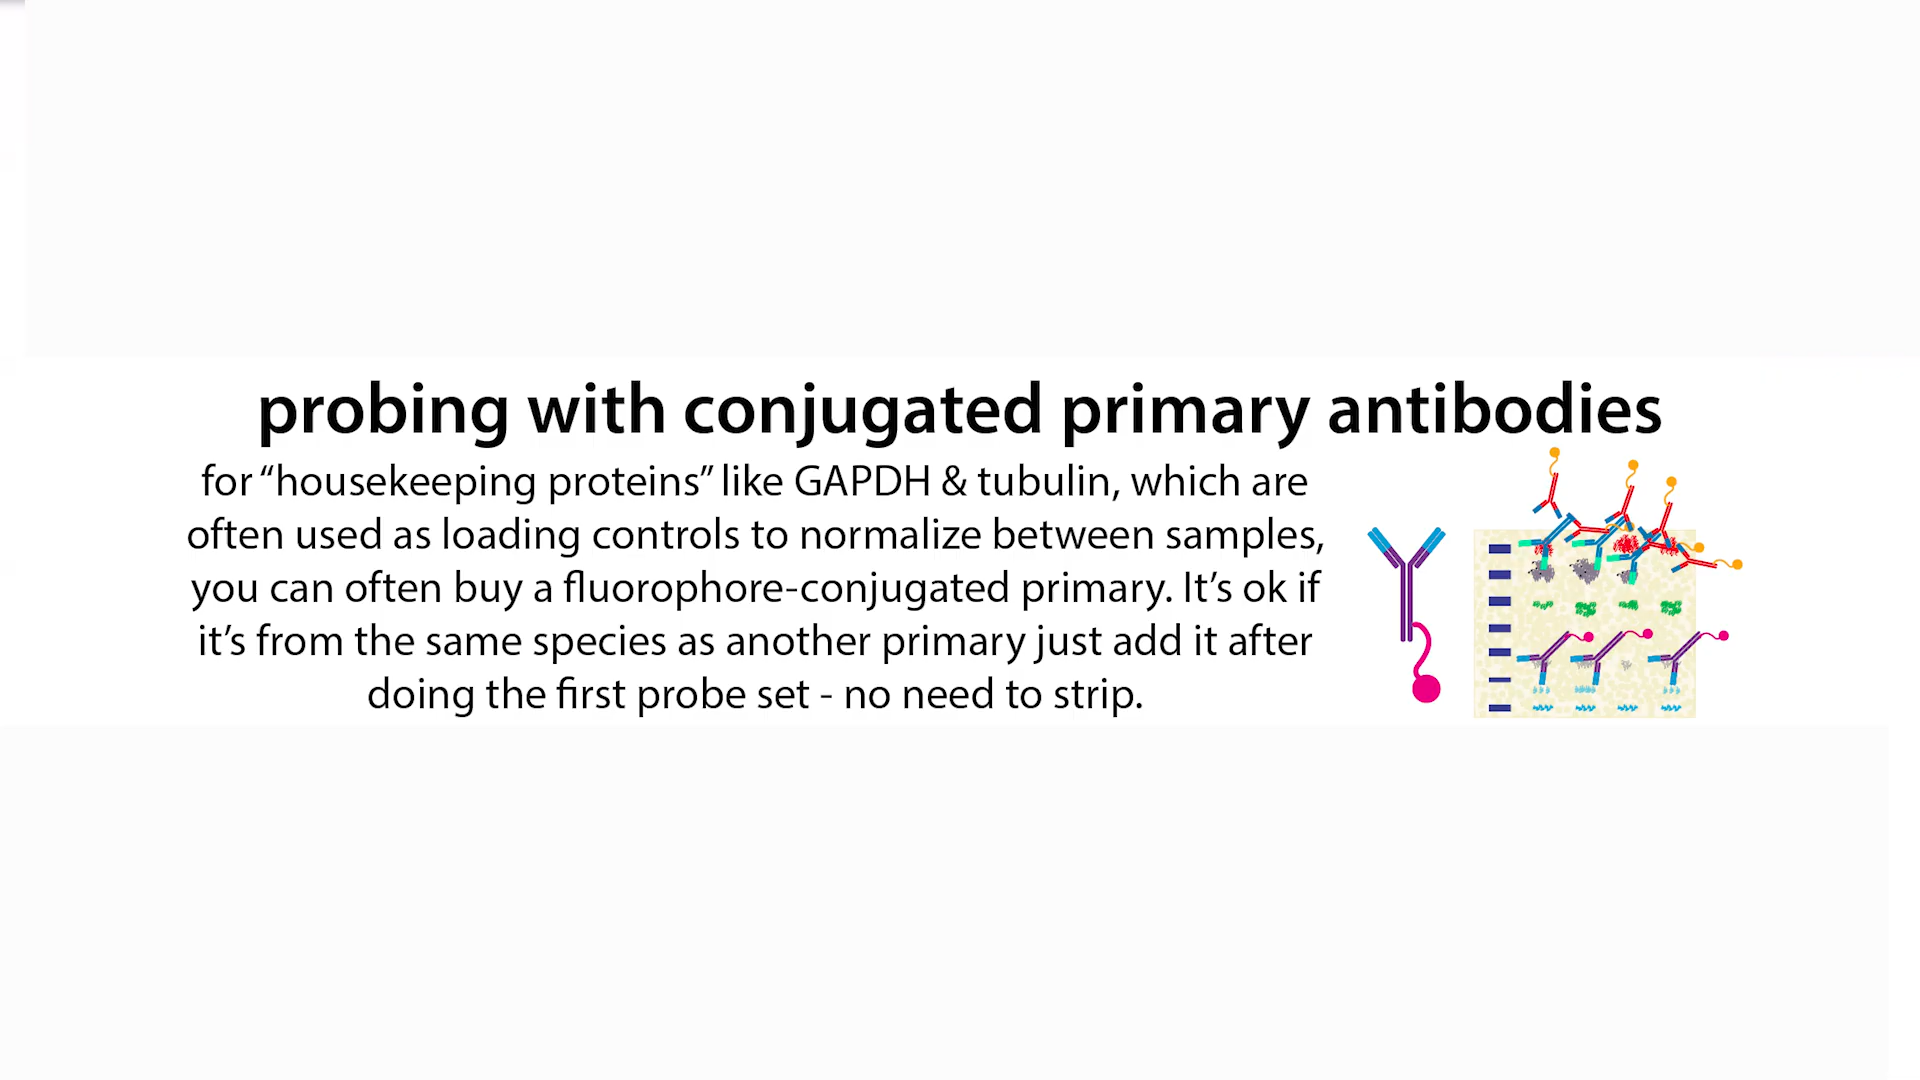 probing with conjugated primary antibodies
for “housekeeping proteins” like GAPDH & tubulin, which are
often used as loading controls to normalize between samples,
you can often buy a fluorophore-conjugated primary. It’s ok if
it’s from the same species as another primary just add it after
doing the first probe set - no need to strip.